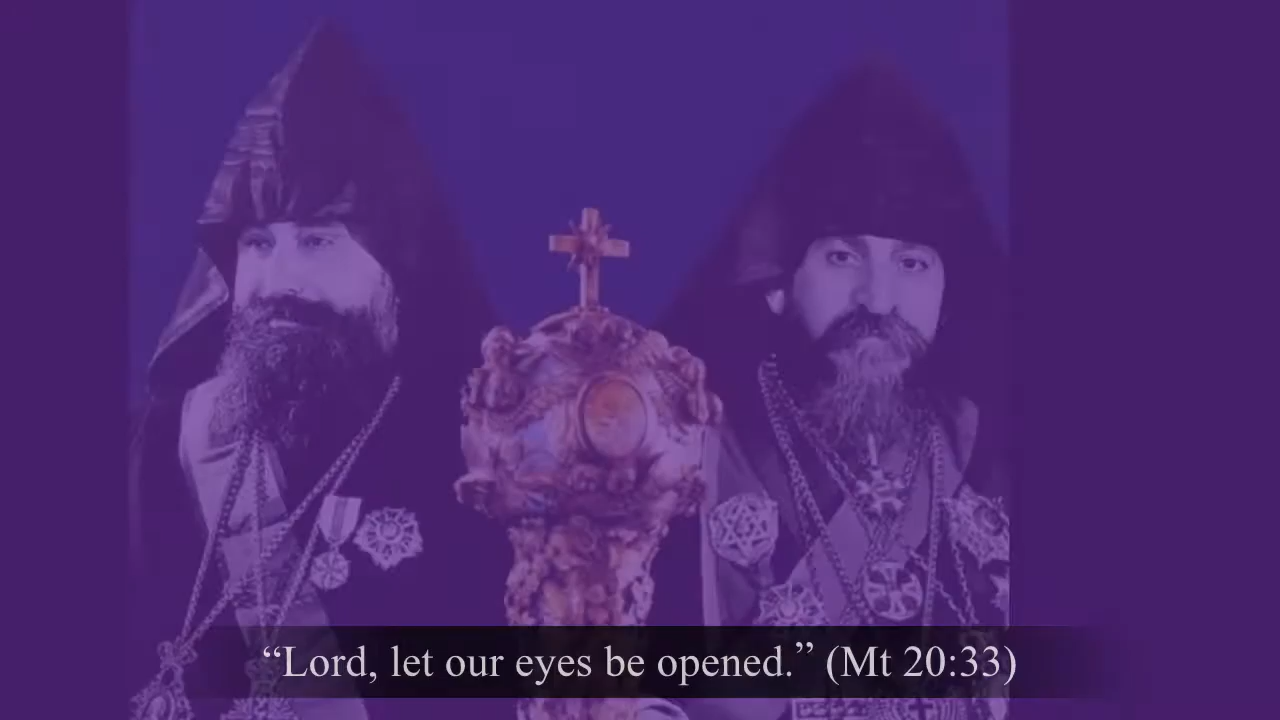 “Lord, let our eyes be opened.” (Mt 20:33)